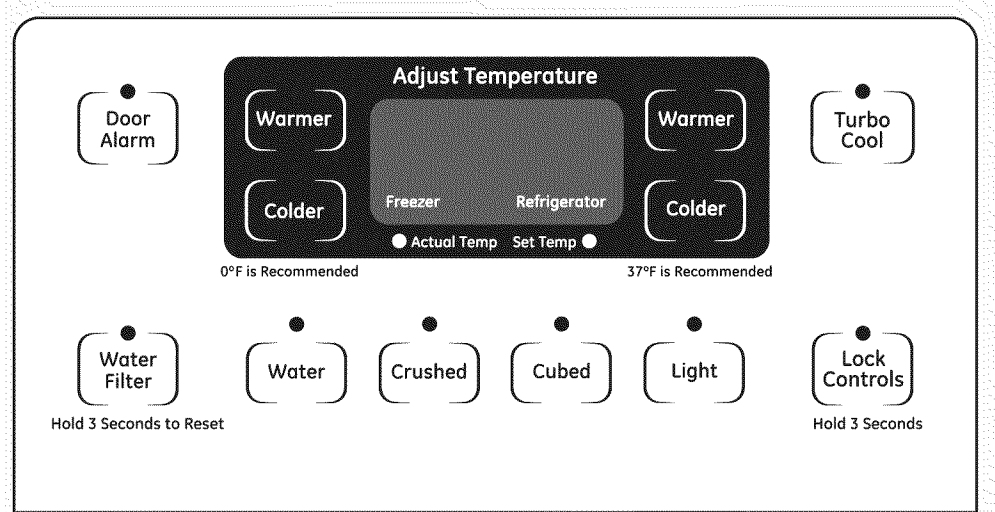 Adjust Temperature
Door
Alarm
Warmer
Warmer
Turbo
Cool
Colder
Freezer
Refrigerator
Colder
Actual Temp
Set Temp
0°F is Recommended
37°F is Recommended
Water
Filter
Water
Crushed
Cubed
Light
Lock
Controls
Hold 3 Seconds to Reset
Hold 3 Seconds